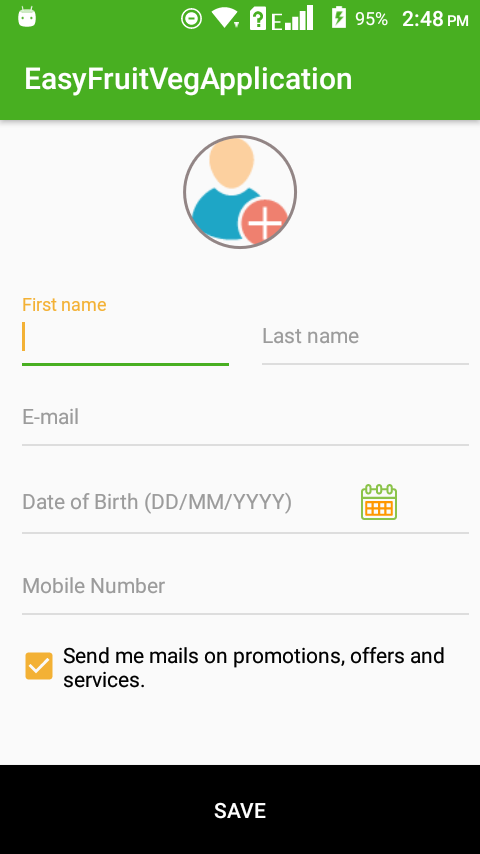 E 95% 2:48 PM
EasyFruitVegApplication
First name
Last name
E-mail
Date of Birth (DD/MM/YYYY)
Mobile Number
Send me mails on promotions, offers and
services.
SAVE